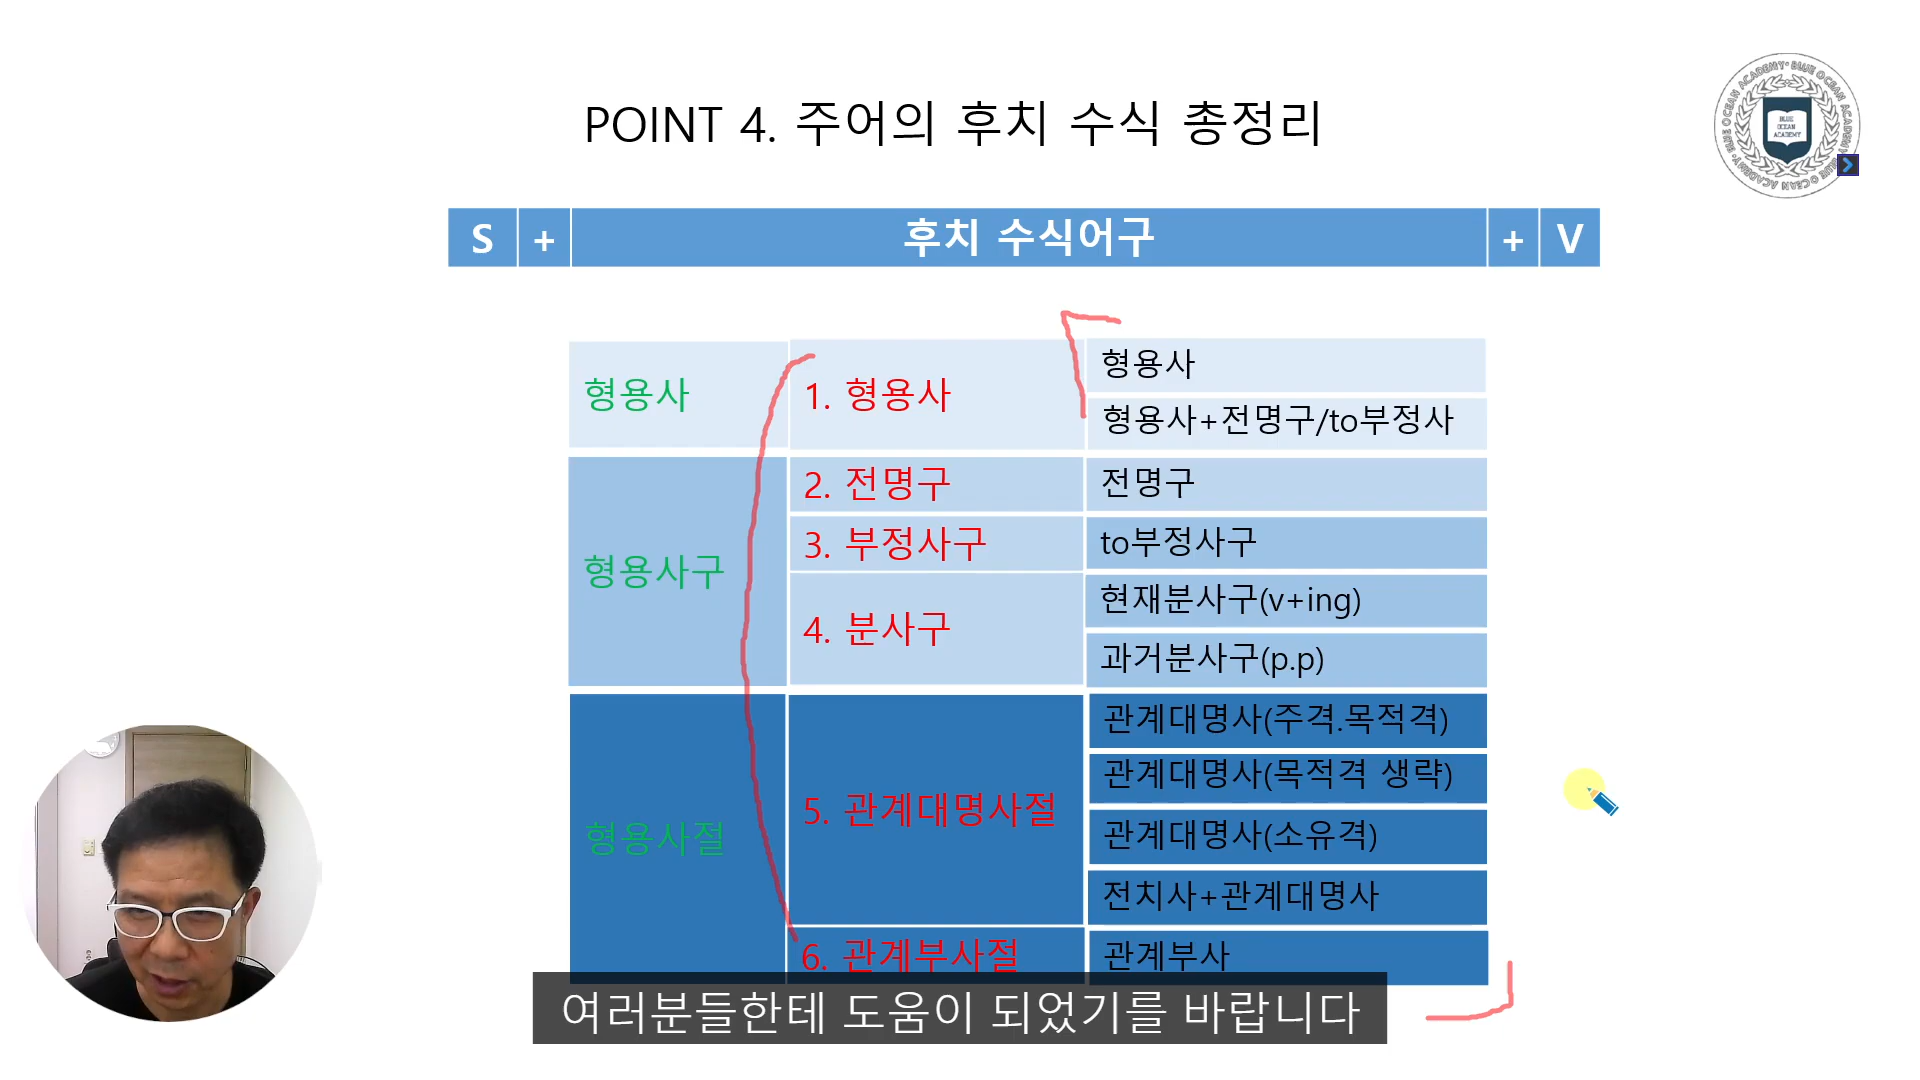 POINT 4. 주어의 후치 수식 총정리
BLUE OCEAN ACADEMY
S + 후치 수식어구 + V
형용사
1. 형용사
형용사
형용사+전명구/to부정사
형용사구
2. 전명구
전명구
3. 부정사구
to부정사구
4. 분사구
현재분사구(v+ing)
과거분사구(p.p)
형용사절
5. 관계대명사절
관계대명사(주격.목적격)
관계대명사(목적격 생략)
관계대명사(소유격)
전치사+관계대명사
6. 관계부사절
관계부사
여러분들한테 도움이 되었기를 바랍니다